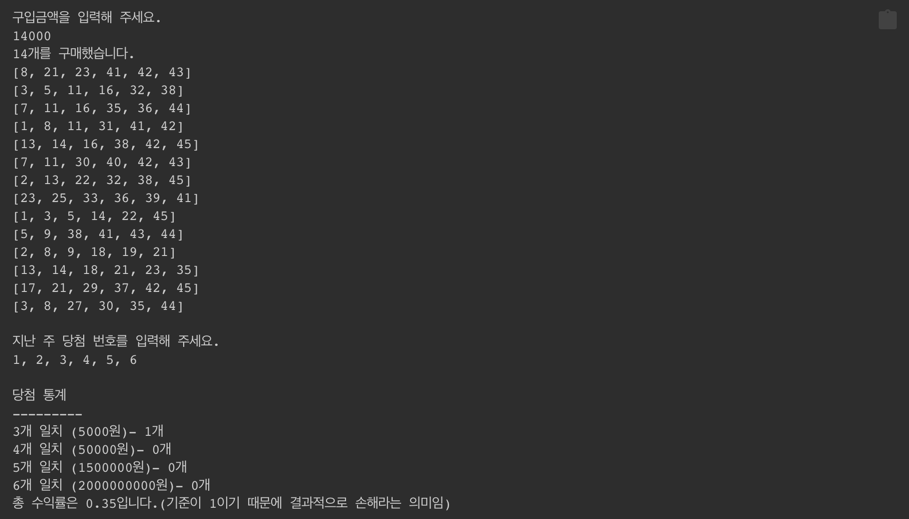 구입금액을 입력해 주세요.
14000
14개를 구매했습니다.
[8, 21, 23, 41, 42, 43]
[3, 5, 11, 16, 32, 38]
[7, 11, 16, 35, 36, 44]
[1, 8, 11, 31, 41, 42]
[13, 14, 16, 38, 42, 45]
[7, 11, 30, 40, 42, 43]
[2, 13, 22, 32, 38, 45]
[23, 25, 33, 36, 39, 41]
[1, 3, 5, 14, 22, 45]
[5, 9, 38, 41, 43, 44]
[2, 8, 9, 18, 19, 21]
[13, 14, 18, 21, 23, 35]
[17, 21, 29, 37, 42, 45]
[3, 8, 27, 30, 35, 44]
지난 주 당첨 번호를 입력해 주세요.
1, 2, 3, 4, 5, 6
당첨 통계
---------
3개 일치 (5000원)- 1개
4개 일치 (50000원)- 0개
5개 일치 (1500000원)- 0개
6개 일치 (2000000000원)- 0개
총 수익률은 0.35입니다.(기준이 1이기 때문에 결과적으로 손해라는 의미임)